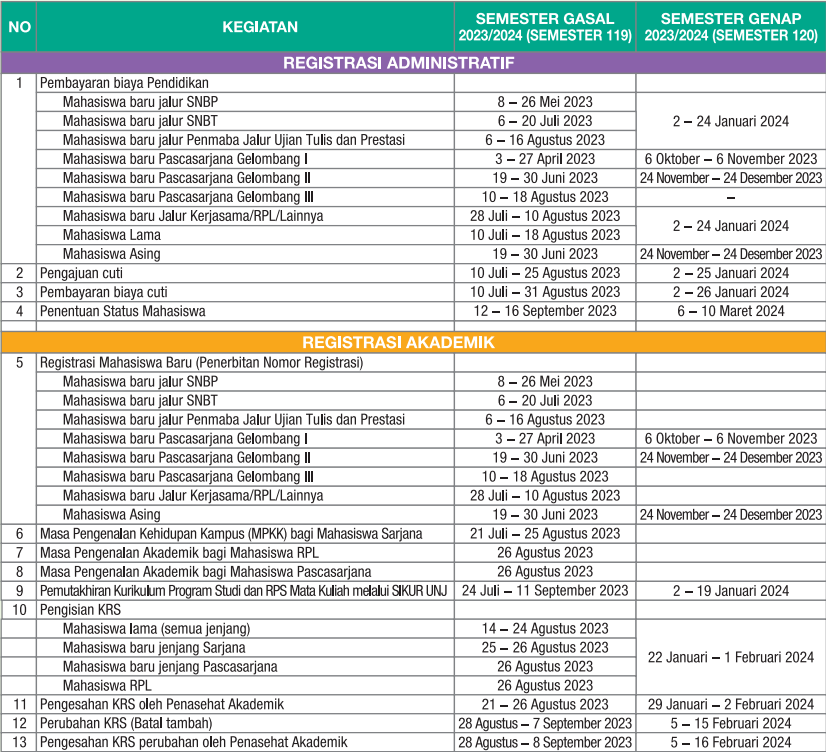 NO KEGIATAN SEMESTER GASAL 2023/2024 (SEMESTER 119) SEMESTER GENAP 2023/2024 (SEMESTER 120)
REGISTRASI ADMINISTRATIF
1 Pembayaran biaya Pendidikan
Mahasiswa baru jalur SNBP 8 – 26 Mei 2023
Mahasiswa baru jalur SNBT 6 – 20 Juli 2023 2 – 24 Januari 2024
Mahasiswa baru jalur Penmaba Jalur Ujian Tulis dan Prestasi 6 – 16 Agustus 2023
Mahasiswa baru Pascasarjana Gelombang I 3 – 27 April 2023 6 Oktober – 6 November 2023
Mahasiswa baru Pascasarjana Gelombang II 19 – 30 Juni 2023 24 November – 24 Desember 2023
Mahasiswa baru Pascasarjana Gelombang III 10 – 18 Agustus 2023 –
Mahasiswa baru Jalur Kerjasama/RPL/Lainnya 28 Juli – 10 Agustus 2023 2 – 24 Januari 2024
Mahasiswa Lama 10 Juli – 18 Agustus 2023
Mahasiswa Asing 19 – 30 Juni 2023 24 November – 24 Desember 2023
2 Pengajuan cuti 10 Juli – 25 Agustus 2023 2 – 25 Januari 2024
3 Pembayaran biaya cuti 10 Juli – 31 Agustus 2023 2 – 26 Januari 2024
4 Penentuan Status Mahasiswa 12 – 16 September 2023 6 – 10 Maret 2024
REGISTRASI AKADEMIK
5 Registrasi Mahasiswa Baru (Penerbitan Nomor Registrasi)
Mahasiswa baru jalur SNBP 8 – 26 Mei 2023
Mahasiswa baru jalur SNBT 6 – 20 Juli 2023
Mahasiswa baru jalur Penmaba Jalur Ujian Tulis dan Prestasi 6 – 16 Agustus 2023
Mahasiswa baru Pascasarjana Gelombang I 3 – 27 April 2023 6 Oktober – 6 November 2023
Mahasiswa baru Pascasarjana Gelombang II 19 – 30 Juni 2023 24 November – 24 Desember 2023
Mahasiswa baru Pascasarjana Gelombang III 10 – 18 Agustus 2023
Mahasiswa baru Jalur Kerjasama/RPL/Lainnya 28 Juli – 10 Agustus 2023
Mahasiswa Asing 19 – 30 Juni 2023 24 November – 24 Desember 2023
6 Masa Pengenalan Kehidupan Kampus (MPKK) bagi Mahasiswa Sarjana 21 Juli – 25 Agustus 2023
7 Masa Pengenalan Akademik bagi Mahasiswa RPL 26 Agustus 2023
8 Masa Pengenalan Akademik bagi Mahasiswa Pascasarjana 26 Agustus 2023
9 Pemutakhiran Kurikulum Program Studi dan RPS Mata Kuliah melalui SIKUR UNJ 24 Juli – 11 September 2023 2 – 19 Januari 2024
10 Pengisian KRS
Mahasiswa lama (semua jenjang) 14 – 24 Agustus 2023
Mahasiswa baru jenjang Sarjana 25 – 26 Agustus 2023 22 Januari – 1 Februari 2024
Mahasiswa baru jenjang Pascasarjana 26 Agustus 2023
Mahasiswa RPL 26 Agustus 2023
11 Pengesahan KRS oleh Penasehat Akademik 21 – 26 Agustus 2023 29 Januari – 2 Februari 2024
12 Perubahan KRS (Batal tambah) 28 Agustus – 7 September 2023 5 – 15 Februari 2024
13 Pengesahan KRS perubahan oleh Penasehat Akademik 28 Agustus – 8 September 2023 5 – 16 Februari 2024